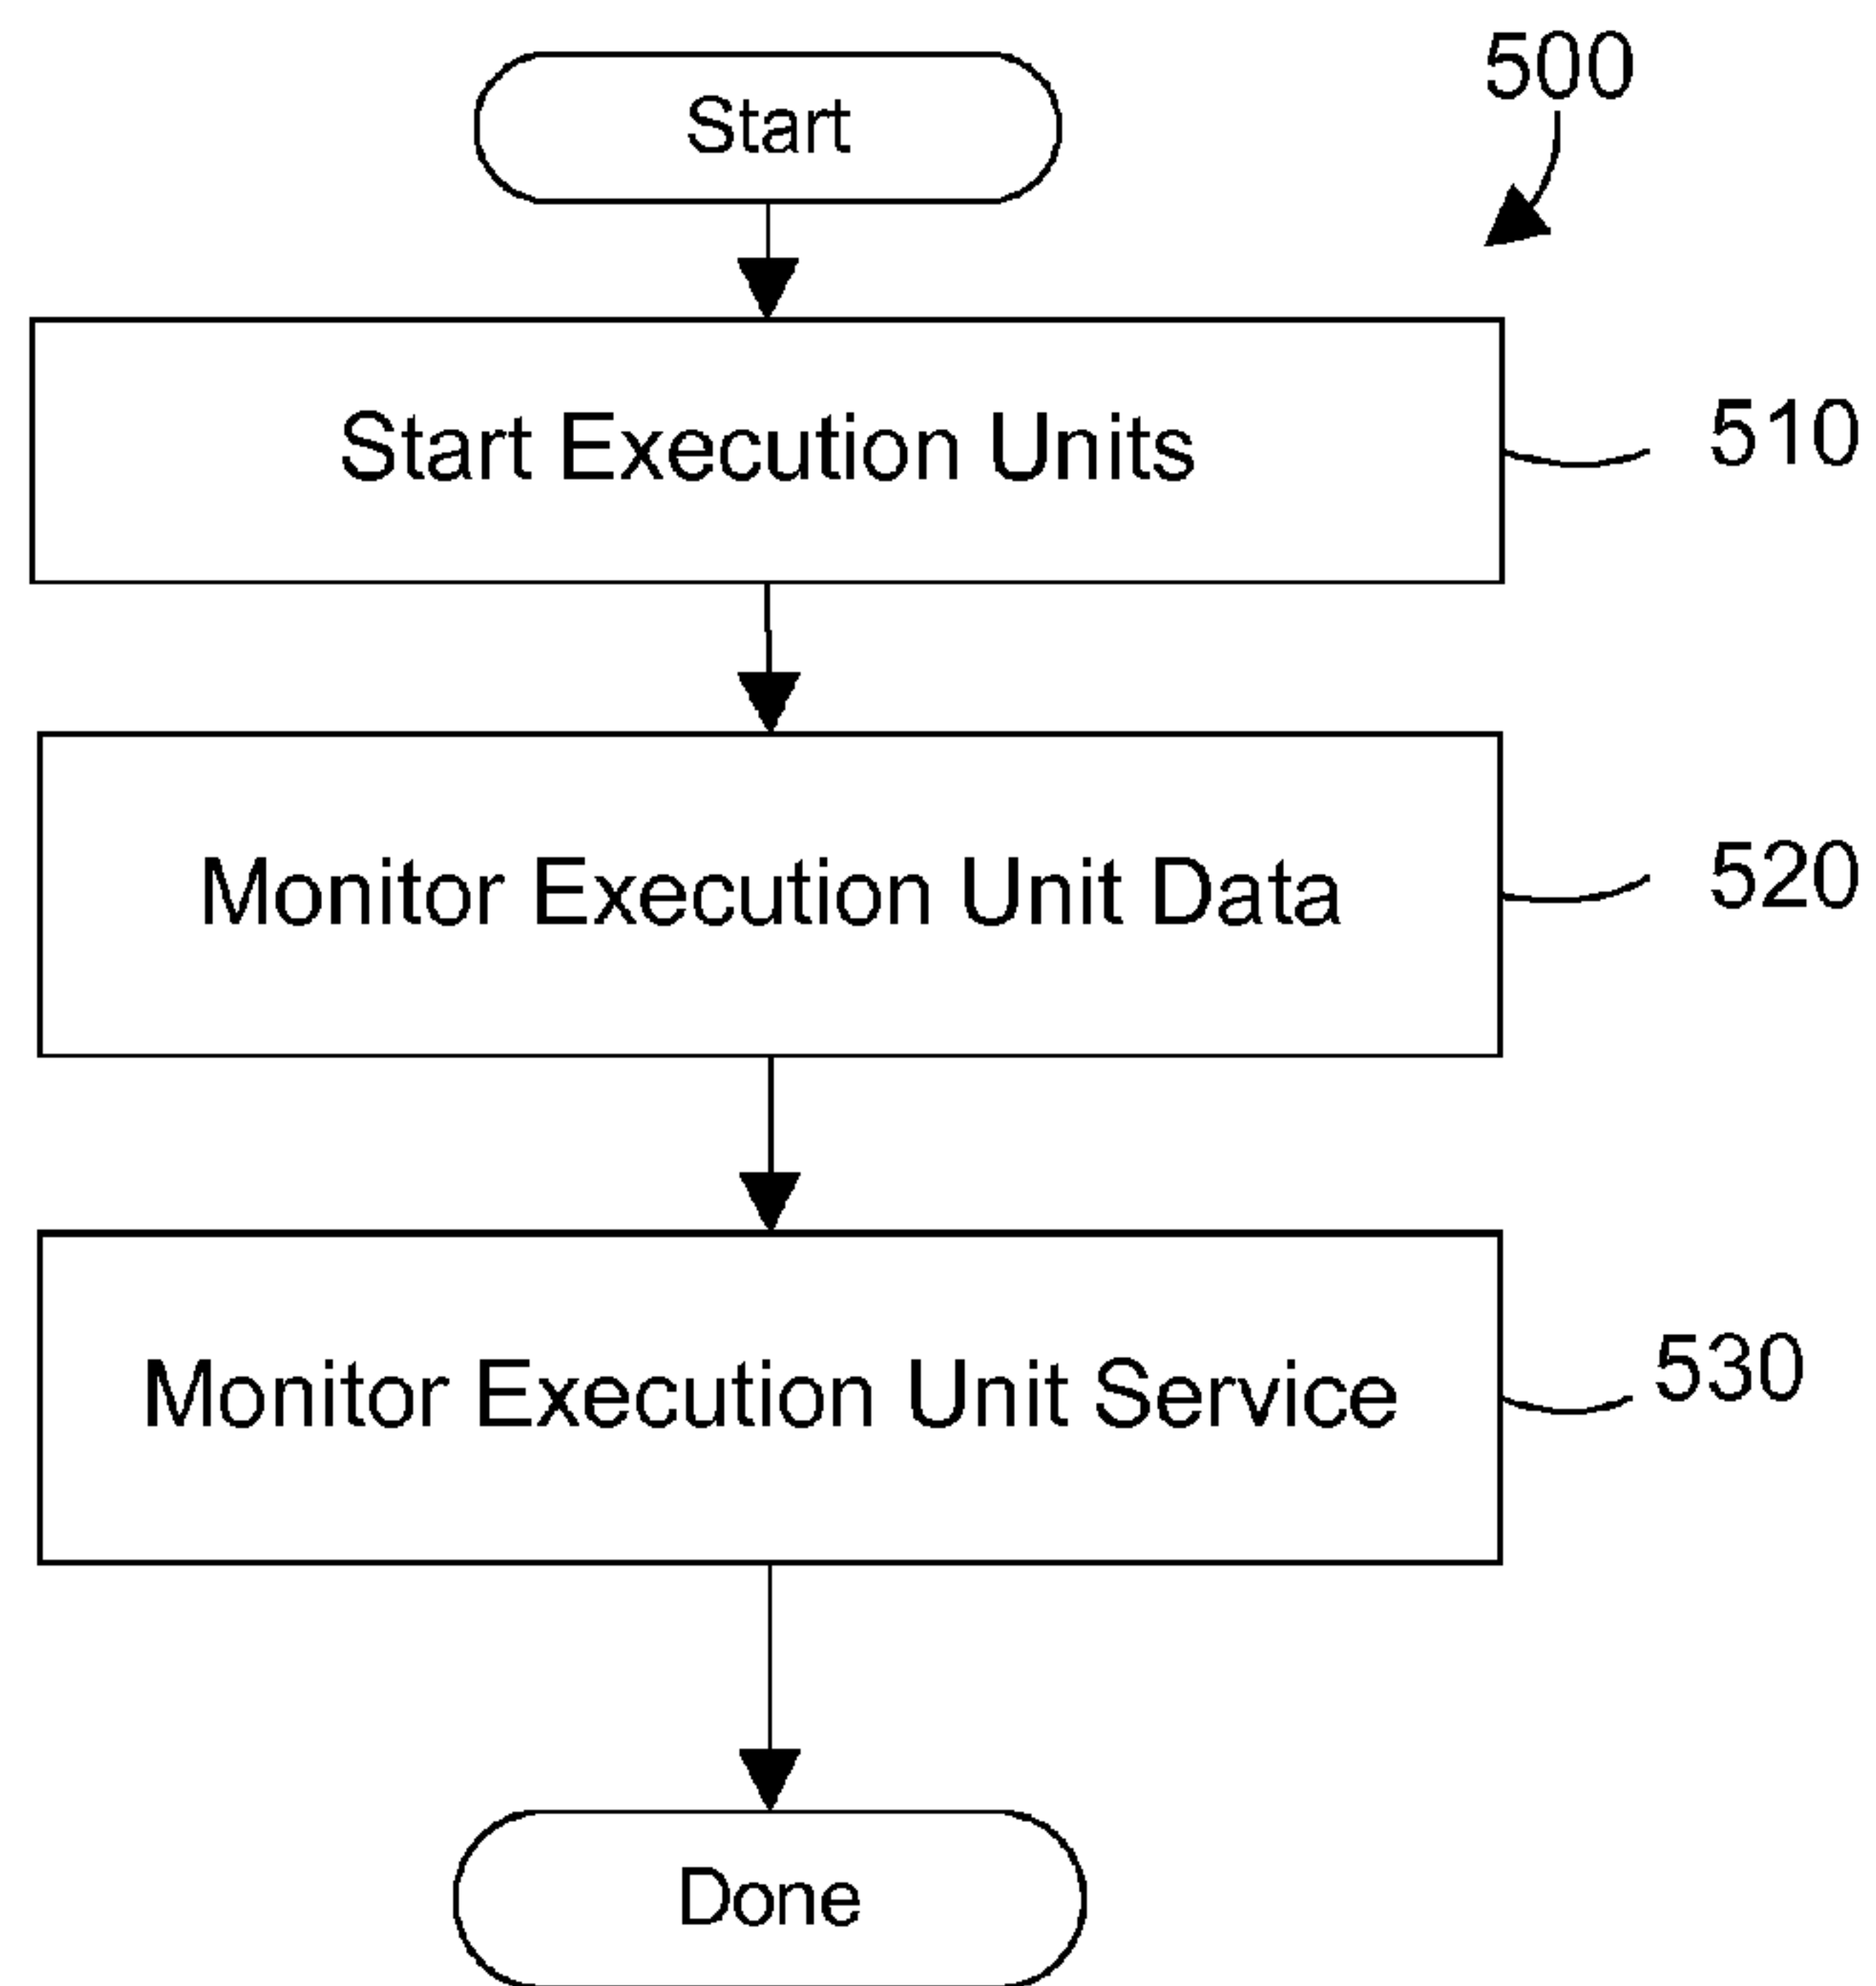 500
Start
Start Execution Units
510
Monitor Execution Unit Data
520
Monitor Execution Unit Service
530
Done